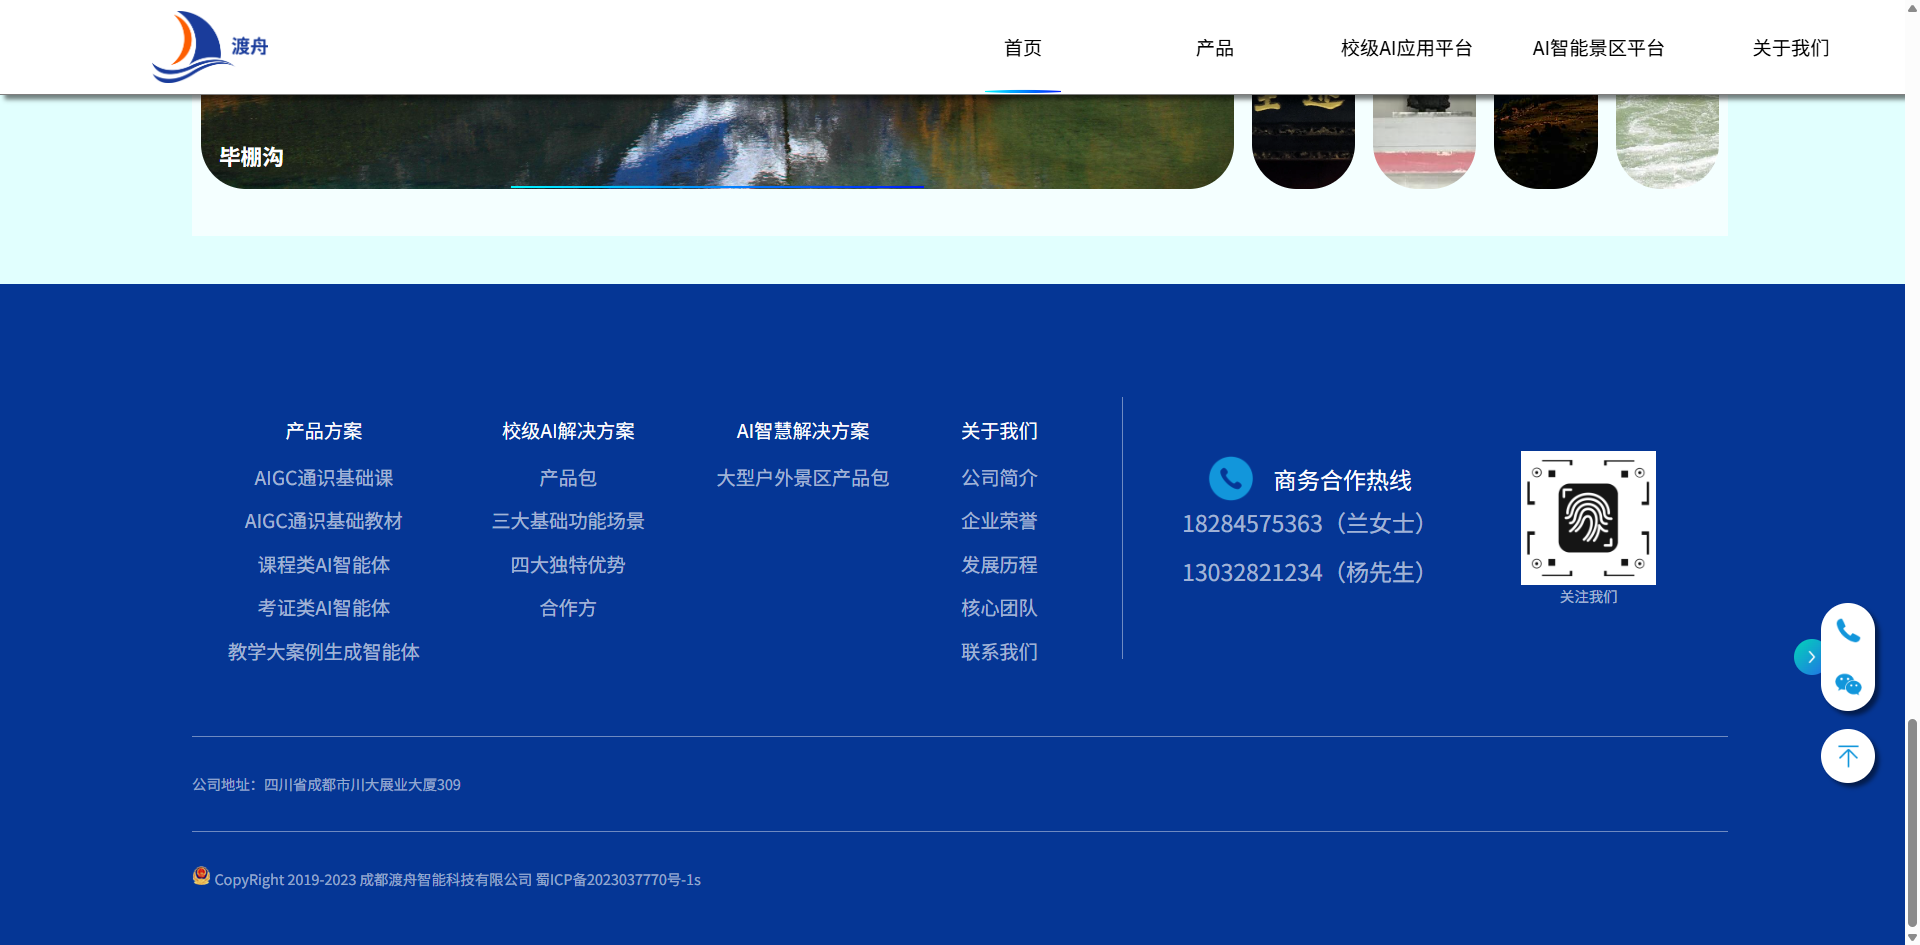 渡舟
首页
产品
校级AI应用平台
AI智能景区平台
关于我们
毕棚沟
产品方案
AIGC通识基础课
AIGC通识基础教材
课程类AI智能体
考证类AI智能体
教学大案例生成智能体
校级AI解决方案
产品包
三大基础功能场景
四大独特优势
合作方
AI智慧解决方案
大型户外景区产品包
关于我们
公司简介
企业荣誉
发展历程
核心团队
联系我们
商务合作热线
18284575363（兰女士）
13032821234（杨先生）
关注我们
公司地址：四川省成都市川大展业大厦309
CopyRight 2019-2023 成都渡舟智能科技有限公司 蜀ICP备2023037770号-1s